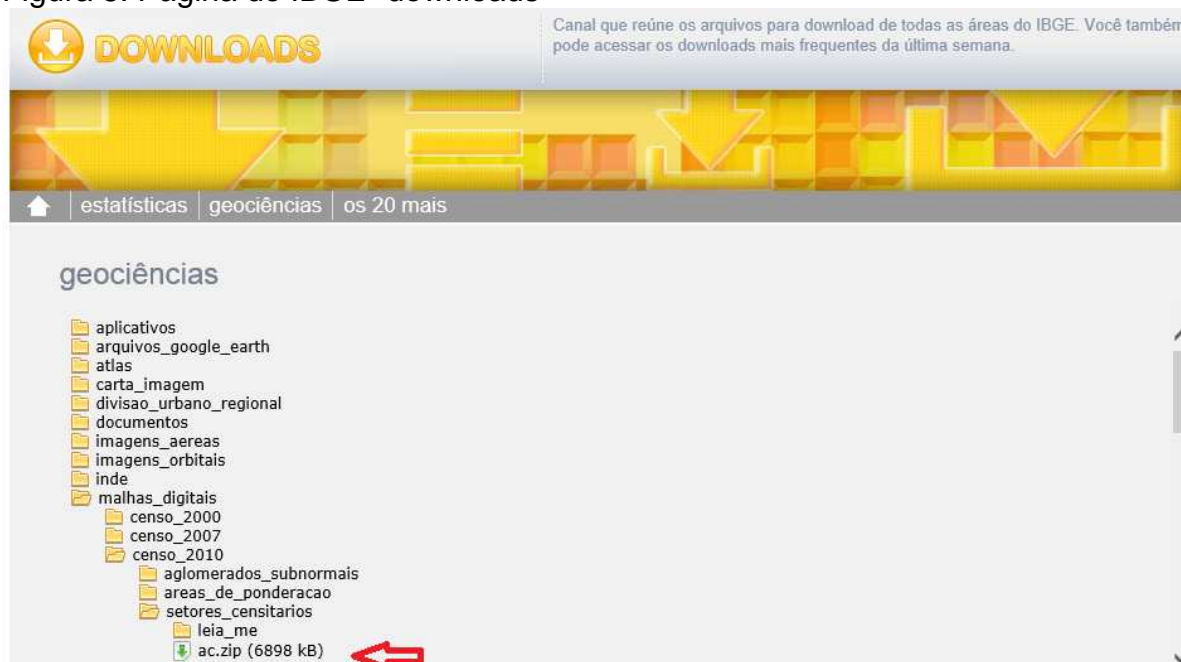 DOWNLOADS
Canal que reúne os arquivos para download de todas as áreas do IBGE. Você também
pode acessar os downloads mais frequentes da última semana.
estatísticas geociências os 20 mais
geociências
aplicativos
arquivos_google_earth
atlas
carta_imagem
divisao_urbano_regional
documentos
imagens_aereas
imagens_orbitais
inde
malhas_digitais
censo_2000
censo_2007
censo_2010
aglomerados_subnormais
areas_de_ponderacao
setores_censitarios
leia_me
ac.zip (6898 kB)